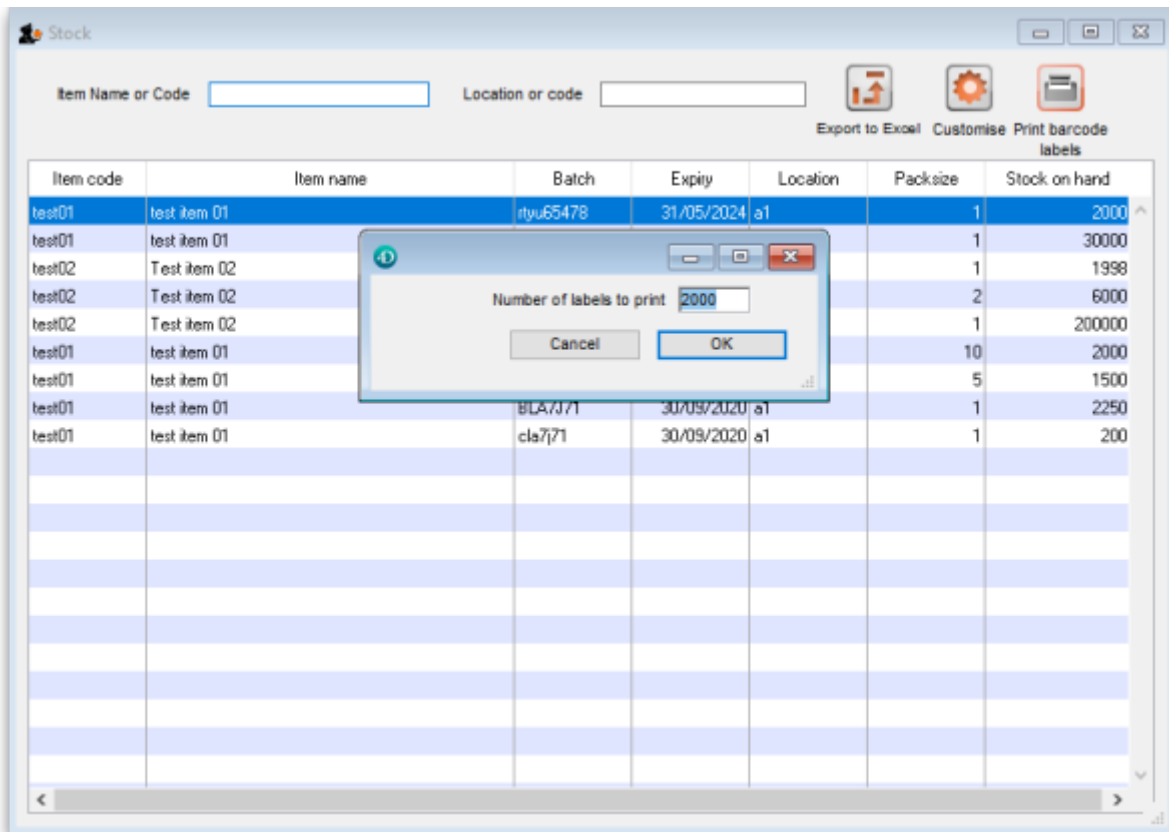 Stock
Item Name or Code Location or code
Export to Excel Customise Print barcode
labels
Item code Item name Batch Expiry Location Packsize Stock on hand
test01 test item 01 rtyu65478 31/05/2024 a1 1 2000
test01 test item 01 1 30000
test02 Test item 02 1 1998
test02 Test item 02 2 6000
test02 Test item 02 1 200000
test01 test item 01 10 2000
test01 test item 01 5 1500
test01 test item 01 BLA7J71 30/09/2020 a1 1 2250
test01 test item 01 cla7j71 30/09/2020 a1 1 200
Number of labels to print 2000
Cancel OK